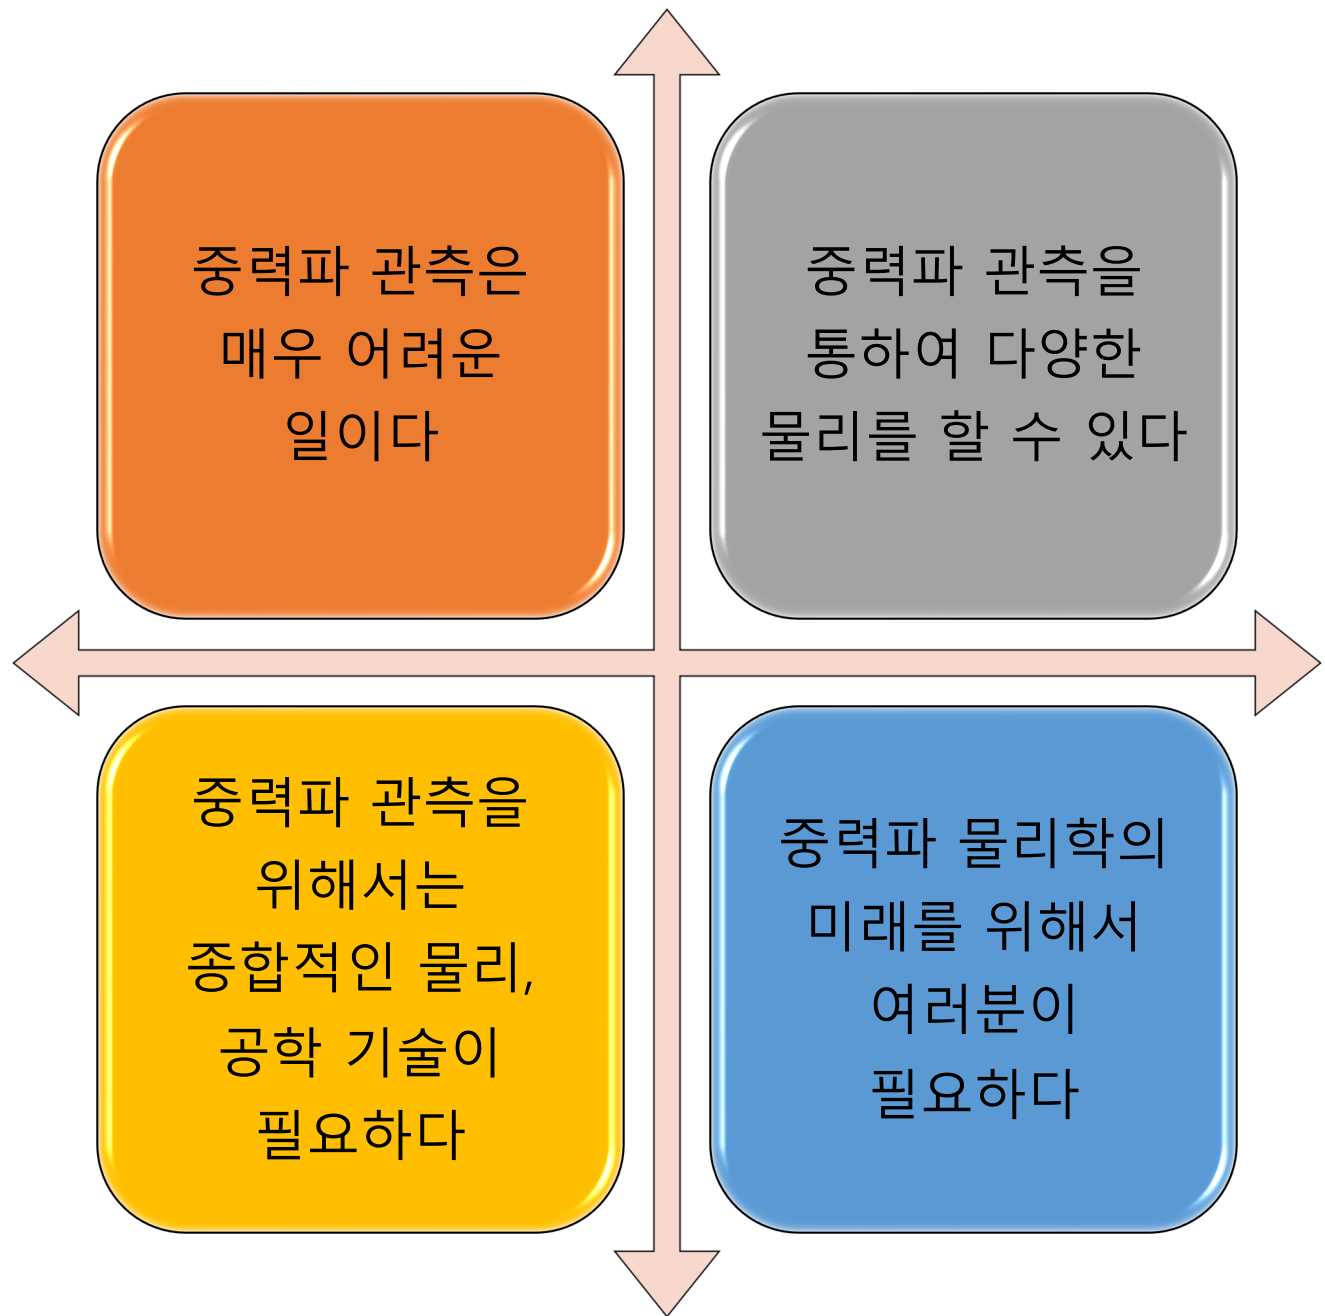 중력파 관측은
매우 어려운
일이다
중력파 관측을
통하여 다양한
물리를 할 수 있다
중력파 관측을
위해서는
종합적인 물리,
공학 기술이
필요하다
중력파 물리학의
미래를 위해서
여러분이
필요하다